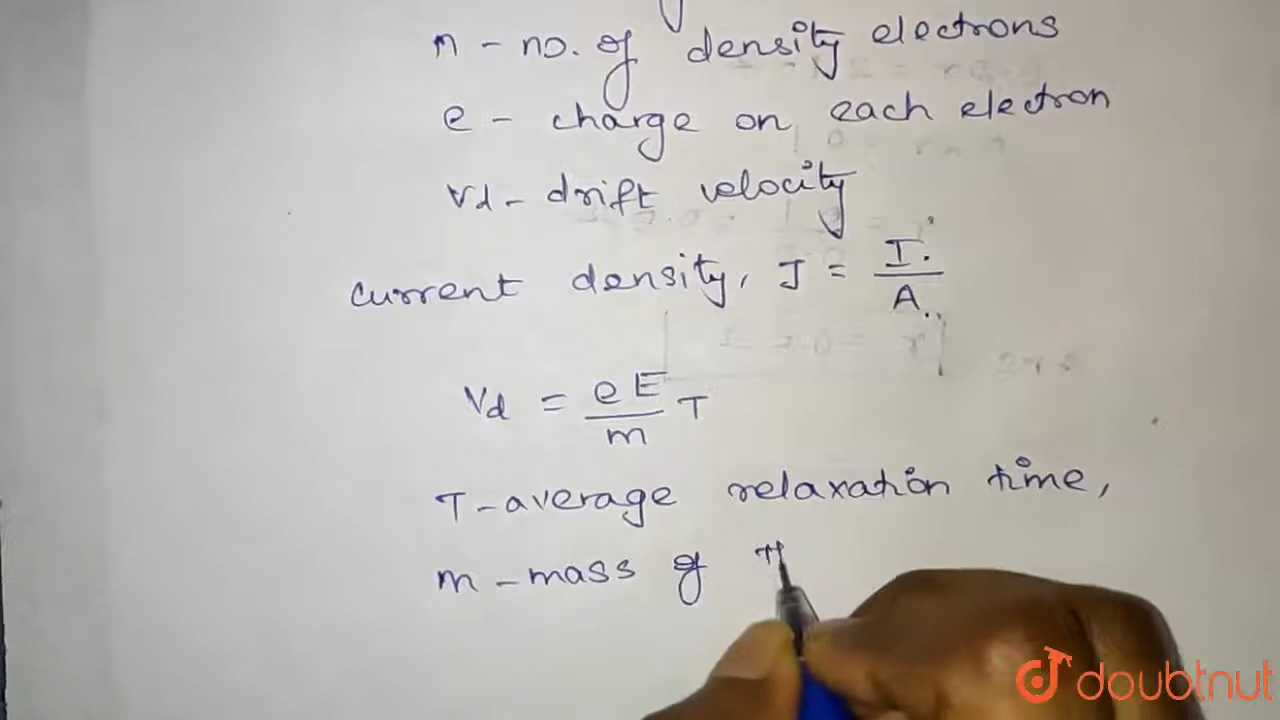 n - no. of density electrons
e - charge on each electron
Vd - drift velocity
current density, J = I / A
Vd = eE / m T
T - average relaxation time,
m - mass of
doubtnut